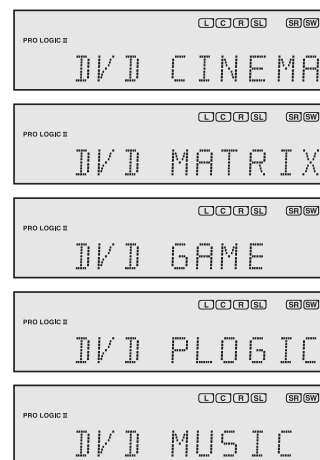 L C R SL SR SW
PRO LOGIC II
DVD CINEMA
L C R SL SR SW
PRO LOGIC II
DVD MATRIX
L C R SL SR SW
PRO LOGIC II
DVD GAME
L C R SL SR SW
PRO LOGIC II
DVD PLOGIC
L C R SL SR SW
PRO LOGIC II
DVD MUSIC